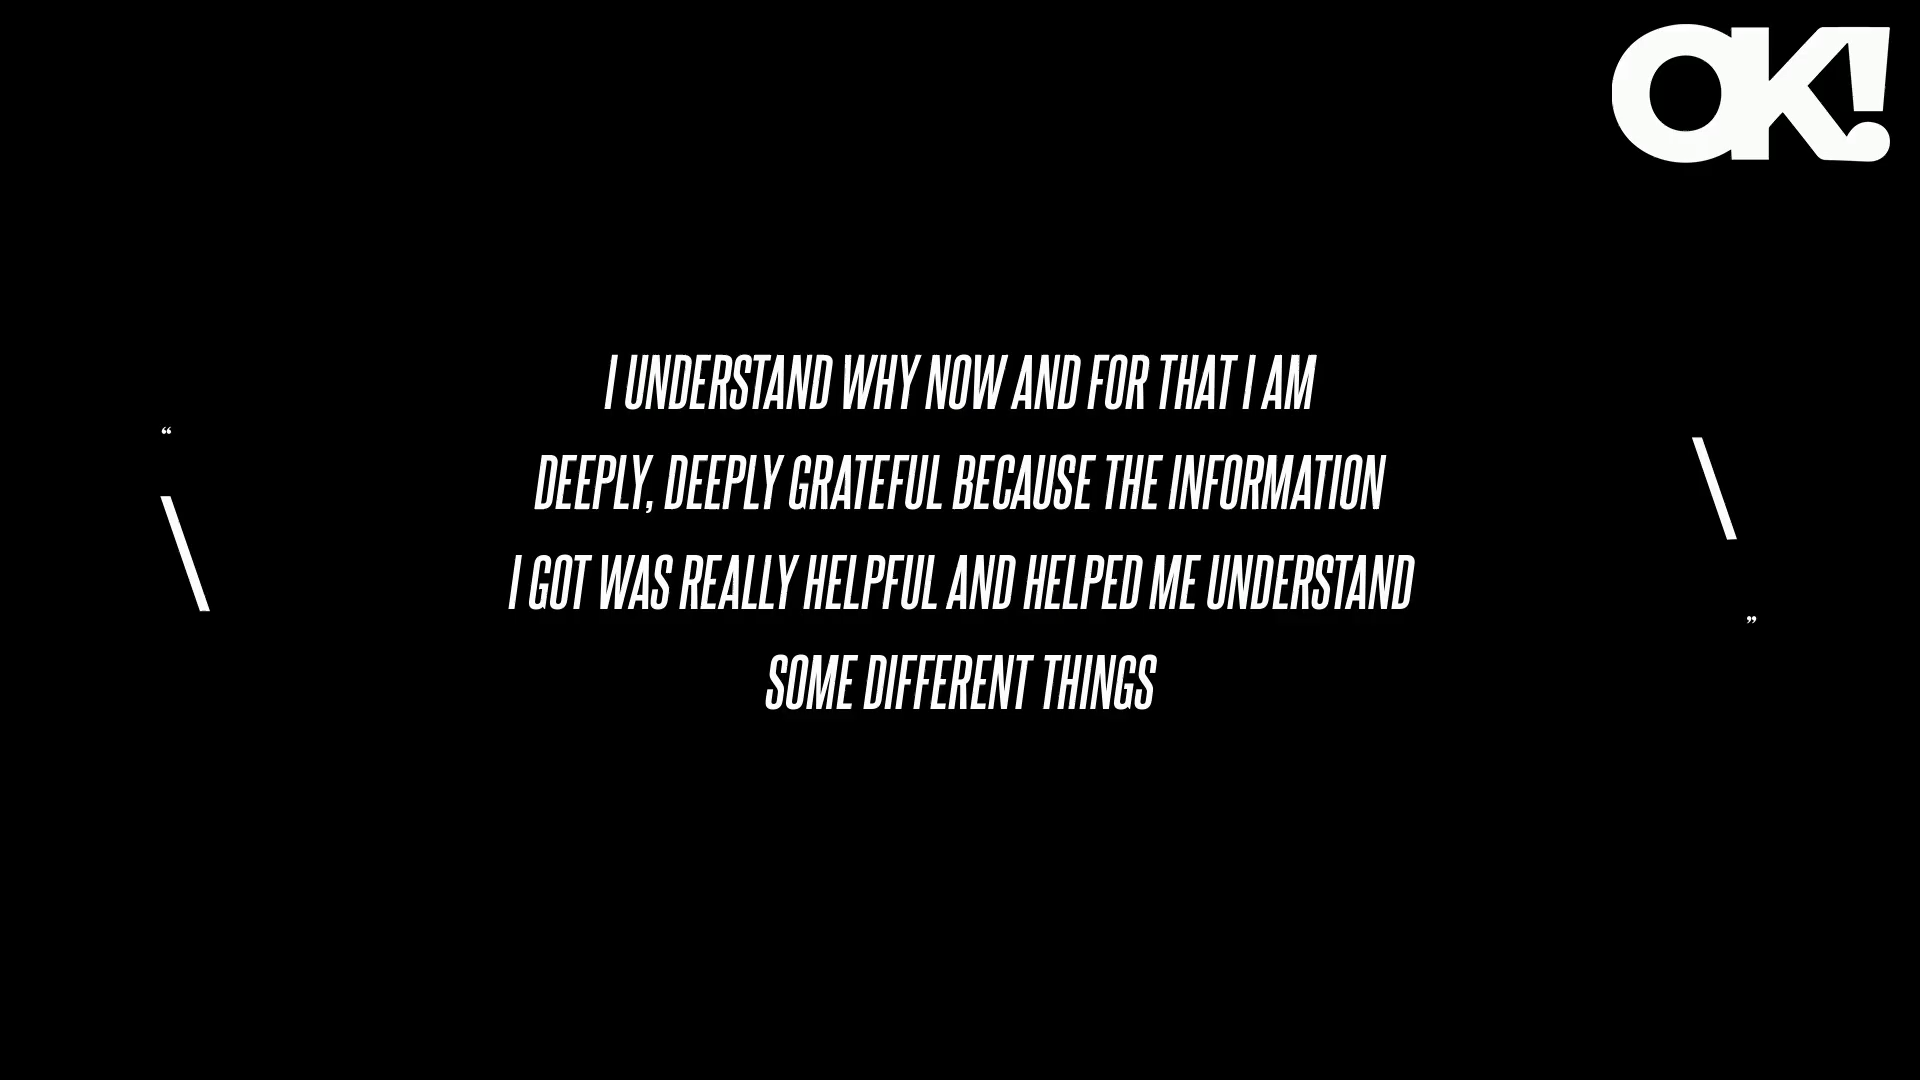 OK!
I UNDERSTAND WHY NOW AND FOR THAT I AM
“
DEEPLY, DEEPLY GRATEFUL BECAUSE THE INFORMATION
\ \
I GOT WAS REALLY HELPFUL AND HELPED ME UNDERSTAND
”
SOME DIFFERENT THINGS